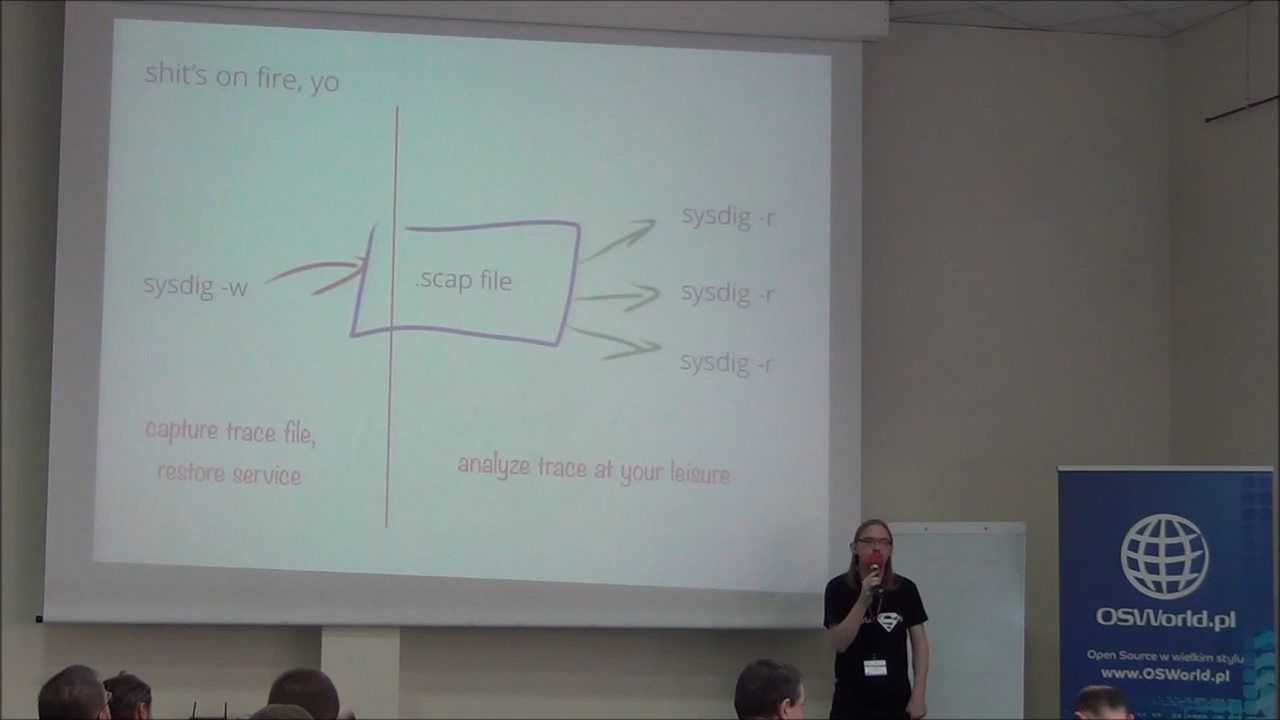 shit's on fire, yo
sysdig -w
.scap file
sysdig -r
sysdig -r
sysdig -r
capture trace file,
restore service
analyze trace at your leisure
OSWorld.pl
Open Source w wielkim stylu
www.OSWorld.pl